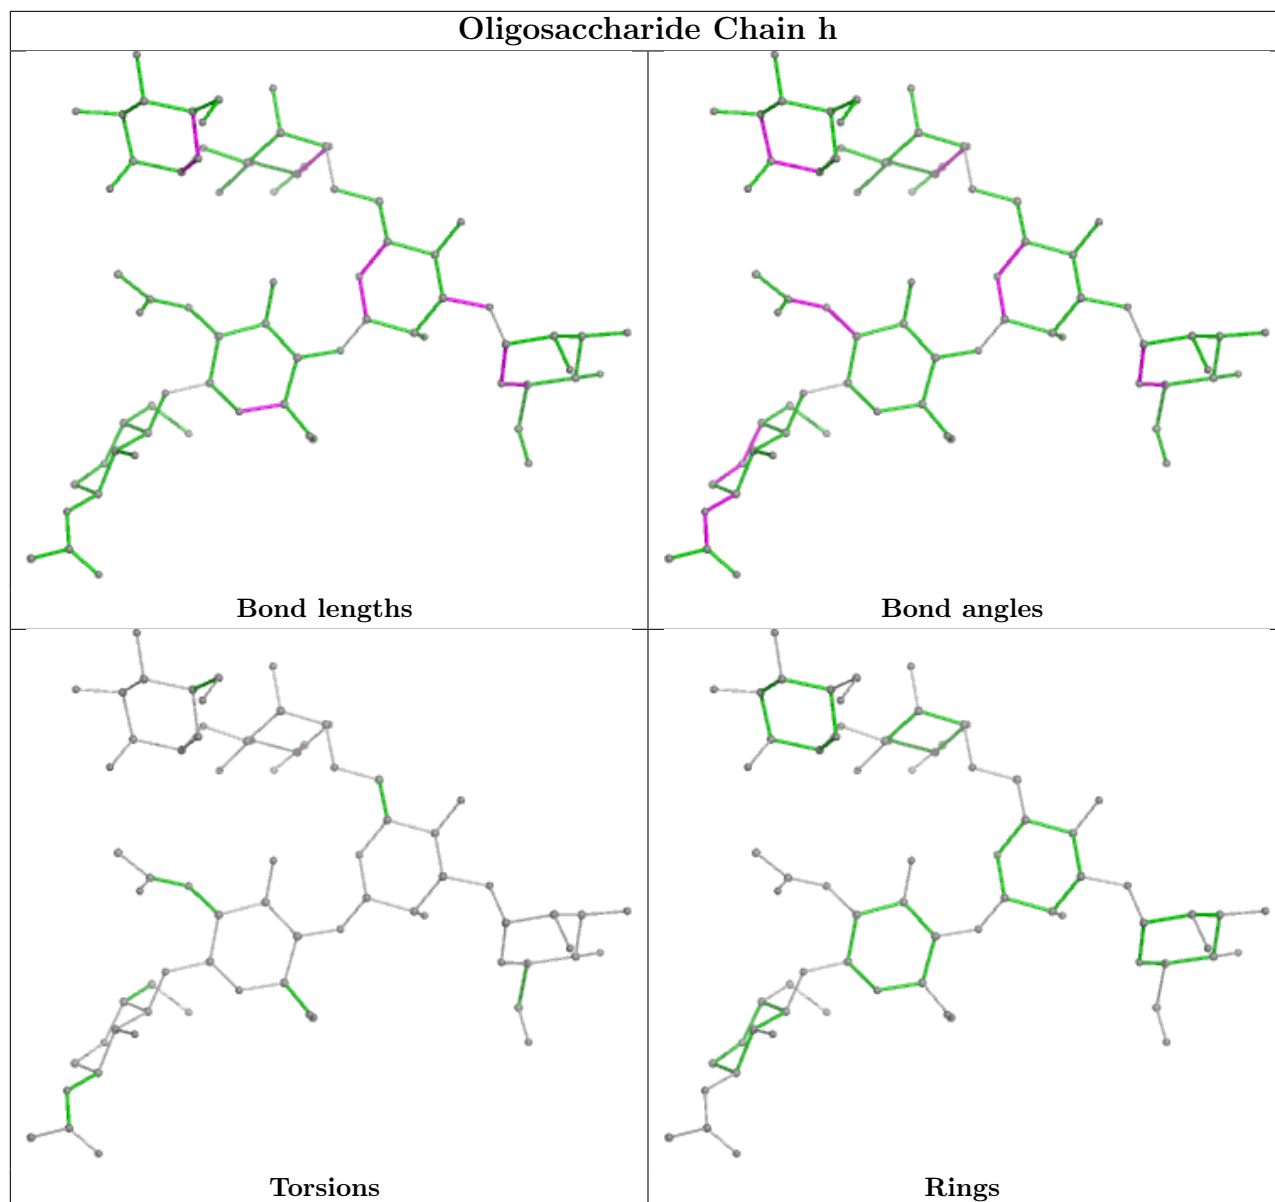 Oligosaccharide Chain h
Bond lengths
Bond angles
Torsions
Rings